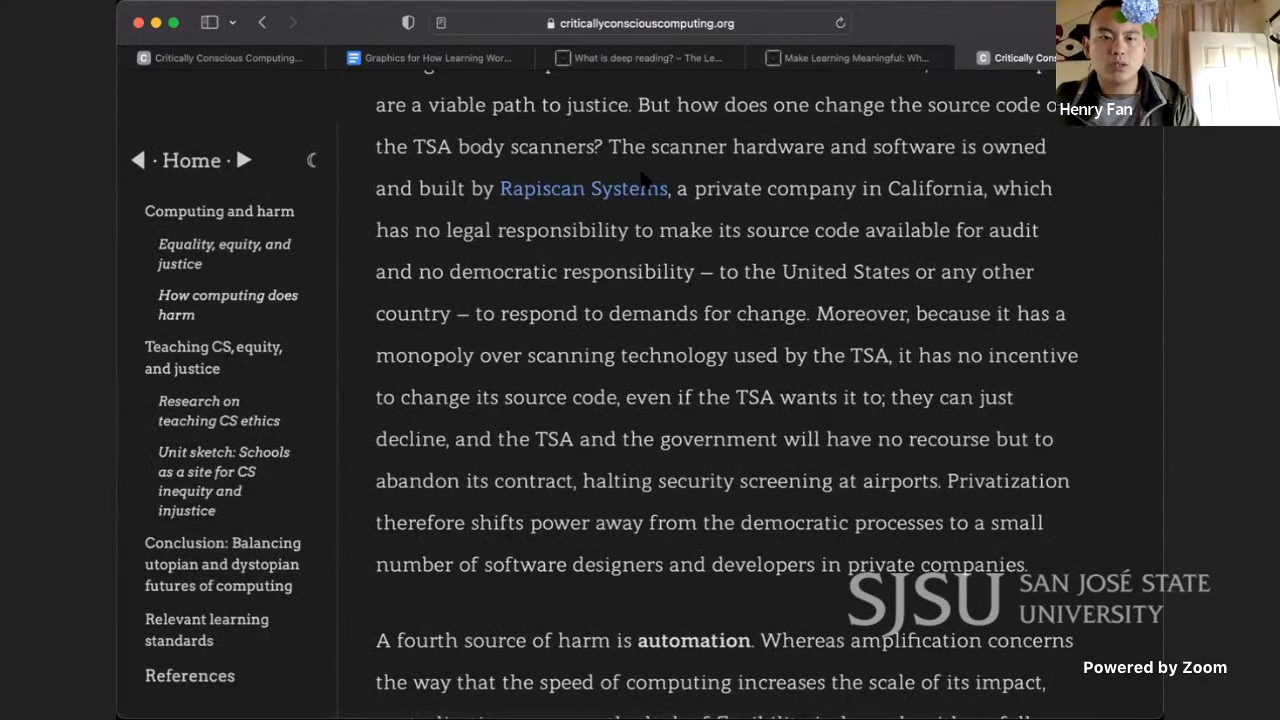 criticallyconsciouscomputing.org
Critically Conscious Computing...
Graphics for How Learning Wor...
What is deep reading? – The Le...
Make Learning Meaningful: Wh...
Critically Con
Henry Fan
◀ · Home · ▶
Computing and harm
Equality, equity, and
justice
How computing does
harm
Teaching CS, equity,
and justice
Research on
teaching CS ethics
Unit sketch: Schools
as a site for CS
inequity and
injustice
Conclusion: Balancing
utopian and dystopian
futures of computing
Relevant learning
standards
References
are a viable path to justice. But how does one change the source code o
the TSA body scanners? The scanner hardware and software is owned
and built by Rapiscan Systems, a private company in California, which
has no legal responsibility to make its source code available for audit
and no democratic responsibility – to the United States or any other
country – to respond to demands for change. Moreover, because it has a
monopoly over scanning technology used by the TSA, it has no incentive
to change its source code, even if the TSA wants it to; they can just
decline, and the TSA and the government will have no recourse but to
abandon its contract, halting security screening at airports. Privatization
therefore shifts power away from the democratic processes to a small
number of software designers and developers in private companies.
A fourth source of harm is automation. Whereas amplification concerns
the way that the speed of computing increases the scale of its impact,
SJSU
SAN JOSÉ STATE
UNIVERSITY
Powered by Zoom